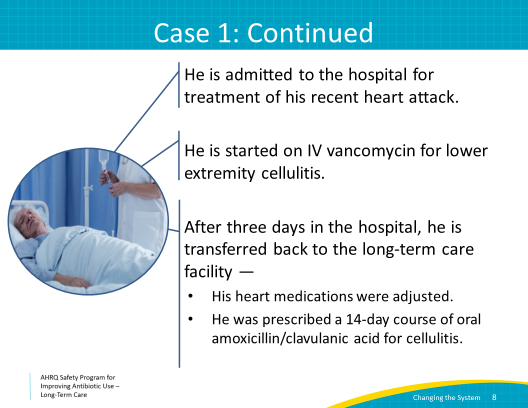 Case 1: Continued
He is admitted to the hospital for
treatment of his recent heart attack.
He is started on IV vancomycin for lower
extremity cellulitis.
After three days in the hospital, he is
transferred back to the long-term care
facility —
• His heart medications were adjusted.
• He was prescribed a 14-day course of oral
amoxicillin/clavulanic acid for cellulitis.
AHRQ Safety Program for
Improving Antibiotic Use –
Long-Term Care
Changing the System 8